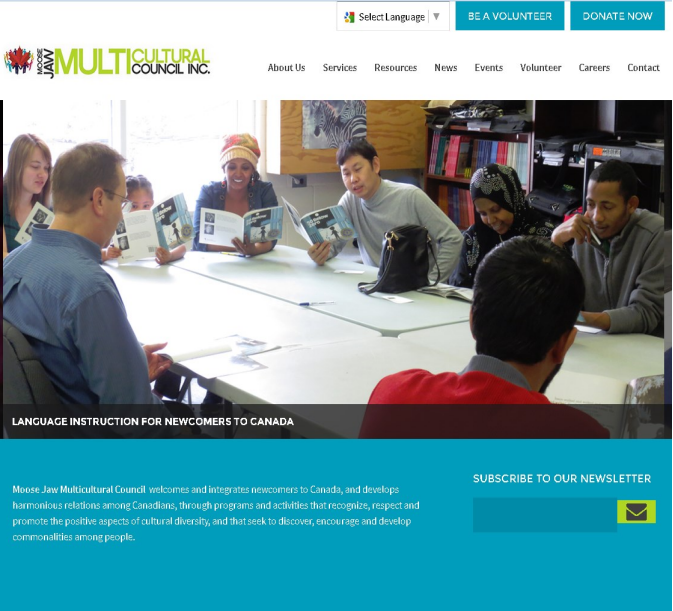 Select Language ▼
BE A VOLUNTEER
DONATE NOW
MOOSE JAW MULTICULTURAL COUNCIL INC.
About Us Services Resources News Events Volunteer Careers Contact
LANGUAGE INSTRUCTION FOR NEWCOMERS TO CANADA
Moose Jaw Multicultural Council welcomes and integrates newcomers to Canada, and develops
harmonious relations among Canadians, through programs and activities that recognize, respect and
promote the positive aspects of cultural diversity, and that seek to discover, encourage and develop
commonalities among people.
SUBSCRIBE TO OUR NEWSLETTER